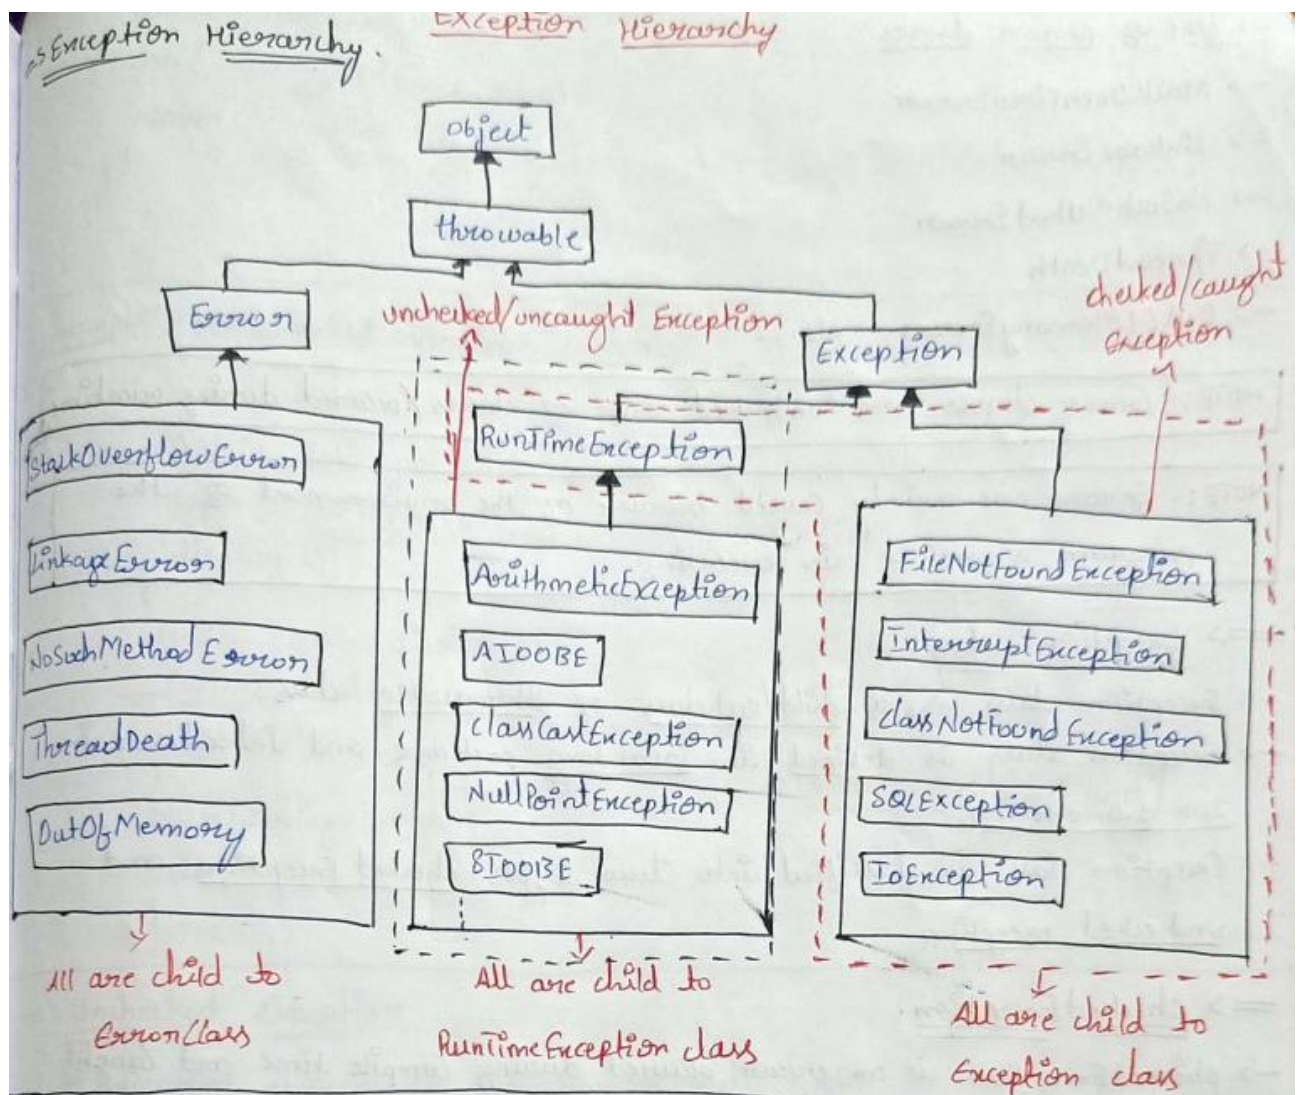 Exception Hierarchy.
Exception Hierarchy
Object
throwable
Error
unchecked/uncaught Exception
checked/caught
Exception
Exception
RunTimeException
StackOverflowError
LinkageError
NoSuchMethodError
ThreadDeath
OutOfMemory
ArithmeticException
AIOOBE
ClassCastException
NullPointException
SIOOBE
FileNotFoundException
InterruptException
ClassNotFoundException
SQLException
IoException
All are child to
ErrorClass
All are child to
RunTimeException class
All are child to
Exception class